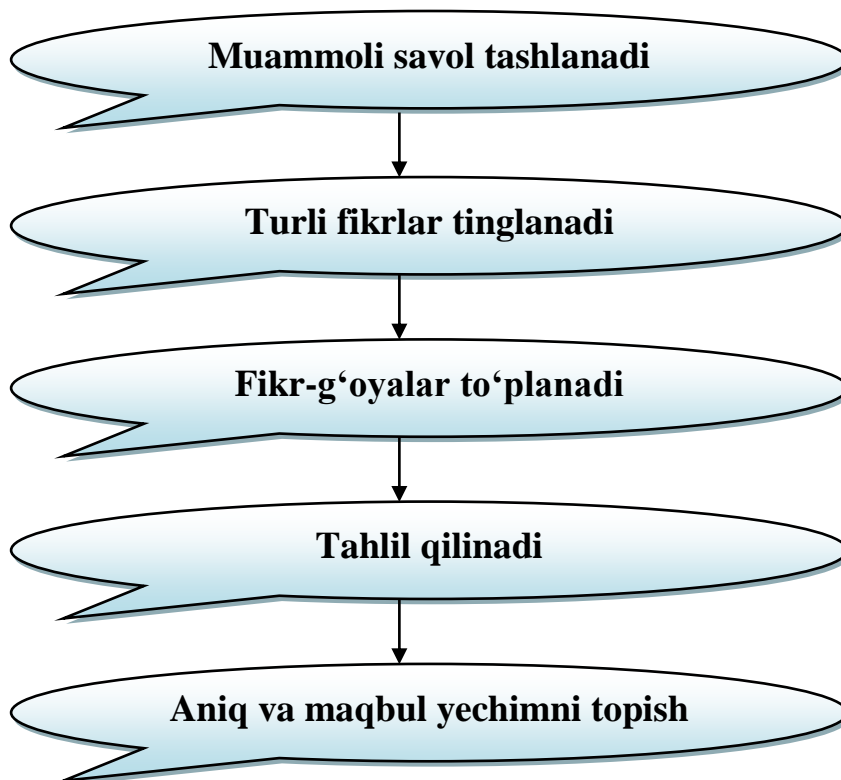 Muammoli savol tashlanadi
Turli fikrlar tinglanadi
Fikr-g‘oyalar to‘planadi
Tahlil qilinadi
Aniq va maqbul yechimni topish